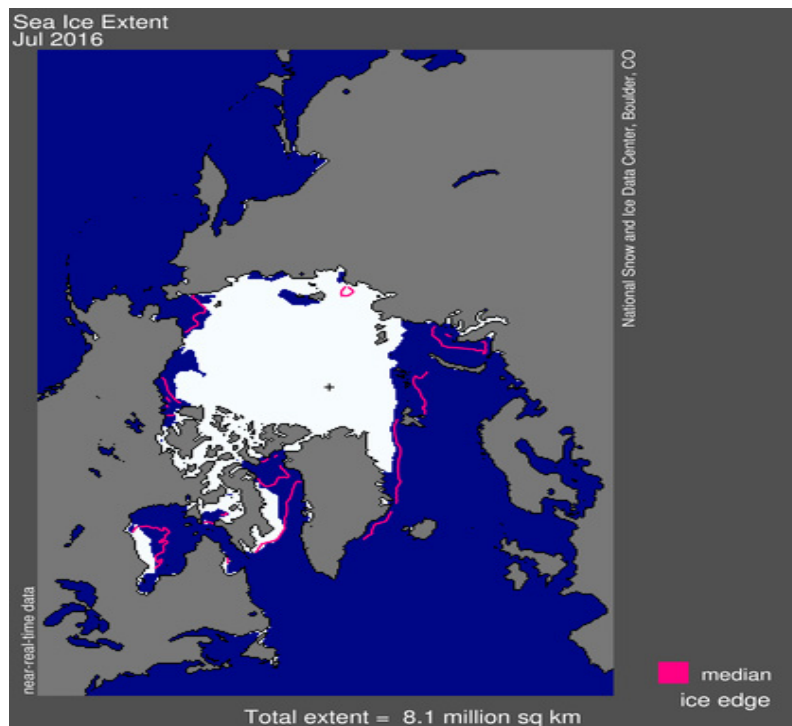 Sea Ice Extent
Jul 2016
National Snow and Ice Data Center, Boulder, CO
near-real-time data
median
ice edge
Total extent = 8.1 million sq km